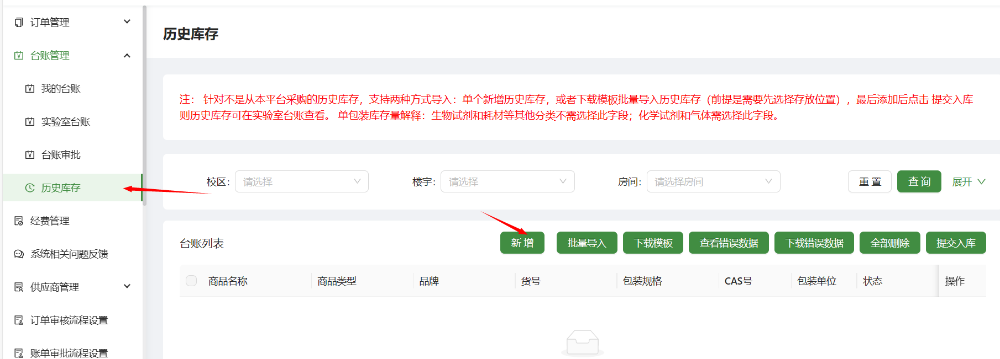 订单管理
台账管理
我的台账
实验室台账
台账审批
历史库存
经费管理
系统相关问题反馈
供应商管理
订单审核流程设置
账单审批流程设置
历史库存
注： 针对不是从本平台采购的历史库存，支持两种方式导入：单个新增历史库存，或者下载模板批量导入历史库存（前提是需要先选择存放位置），最后添加后点击 提交入库
则历史库存可在实验室台账查看。 单包装库存量解释：生物试剂和耗材等其他分类不需选择此字段；化学试剂和气体需选择此字段。
校区： 请选择 楼宇： 请选择 房间： 请选择房间 重 置 查 询 展开
台账列表 新 增 批量导入 下载模板 查看错误数据 下载错误数据 全部删除 提交入库
商品名称 商品类型 品牌 货号 包装规格 CAS号 包装单位 状态 操作